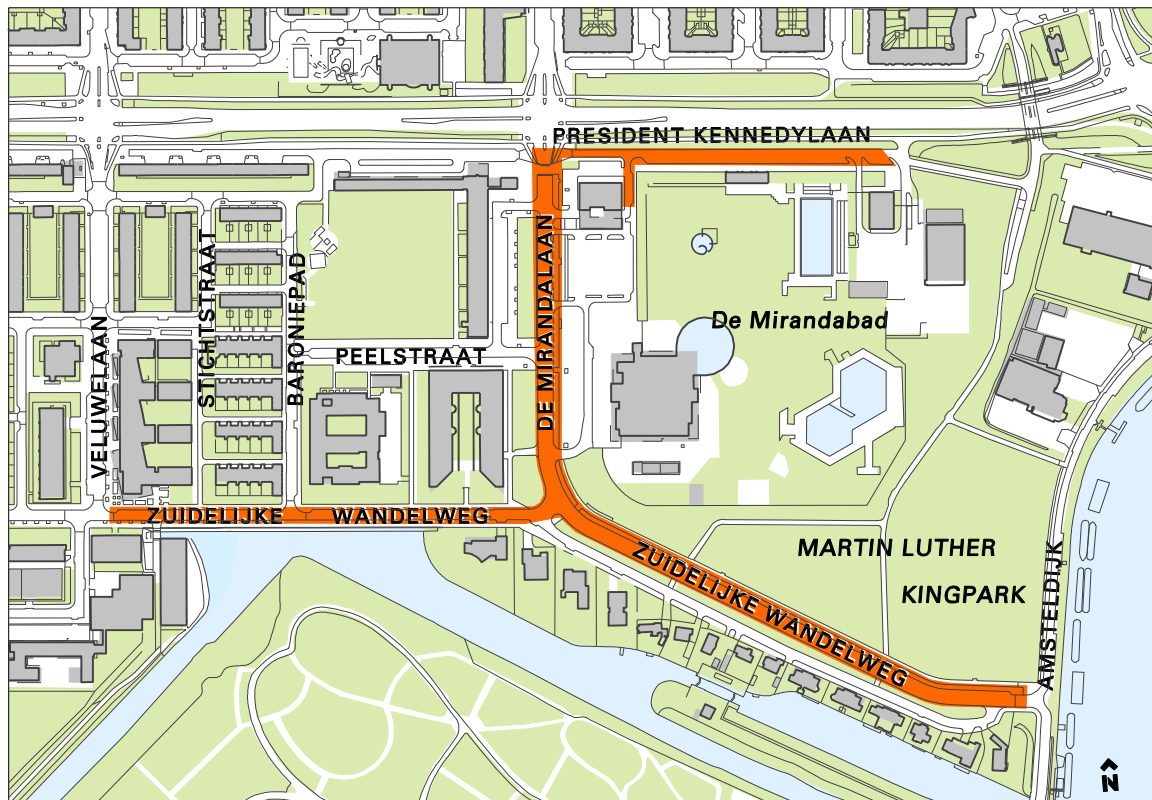 PRESIDENT KENNEDYLAAN
STICHTSTRAAT
BARONIEPAD
DE MIRANDALAAN
VELUWELAAN
PEELSTRAAT
De Mirandabad
ZUIDELIJKE WANDELWEG
ZUIDELIJKE WANDELWEG
MARTIN LUTHER
KINGPARK
AMSTELDIJK
N